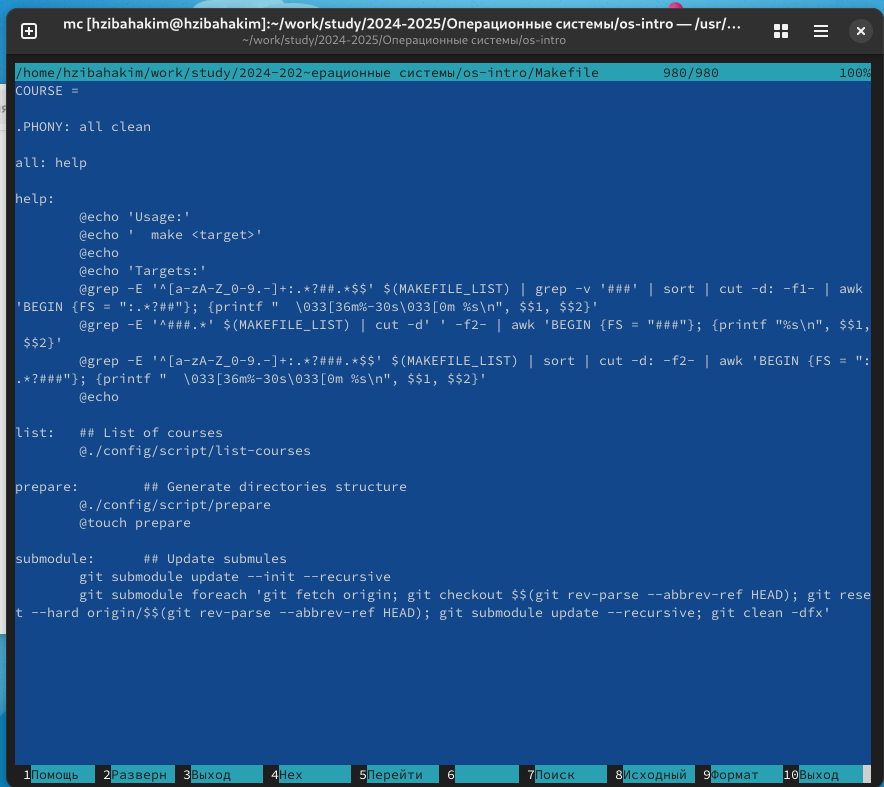 mc [hzibahakim@hzibahakim]:~/work/study/2024-2025/Операционные системы/os-intro — /usr/...
~/work/study/2024-2025/Операционные системы/os-intro
/home/hzibahakim/work/study/2024-202~ерационные системы/os-intro/Makefile 980/980 100%
COURSE =
.PHONY: all clean
all: help
help:
@echo 'Usage:'
@echo '  make <target>'
@echo
@echo 'Targets:'
@grep -E '^[a-zA-Z_0-9.-]+:.*?##.*$$' $(MAKEFILE_LIST) | grep -v '###' | sort | cut -d: -f1- | awk
'BEGIN {FS = ":.*?##"}; {printf "  \033[36m%-30s\033[0m %s\n", $$1, $$2}'
@grep -E '^###.*' $(MAKEFILE_LIST) | cut -d' ' -f2- | awk 'BEGIN {FS = "###"}; {printf "%s\n", $$1,
$$2}'
@grep -E '^[a-zA-Z_0-9.-]+:.*?###.*$$' $(MAKEFILE_LIST) | sort | cut -d: -f2- | awk 'BEGIN {FS = ":
.*?###"}; {printf "  \033[36m%-30s\033[0m %s\n", $$1, $$2}'
@echo
list:   ## List of courses
@./config/script/list-courses
prepare:        ## Generate directories structure
@./config/script/prepare
@touch prepare
submodule:      ## Update submules
git submodule update --init --recursive
git submodule foreach 'git fetch origin; git checkout $$(git rev-parse --abbrev-ref HEAD); git rese
t --hard origin/$$(git rev-parse --abbrev-ref HEAD); git submodule update --recursive; git clean -dfx'
1Помощь 2Разверн 3Выход 4Hex 5Перейти 6 7Поиск 8Исходный 9Формат 10Выход